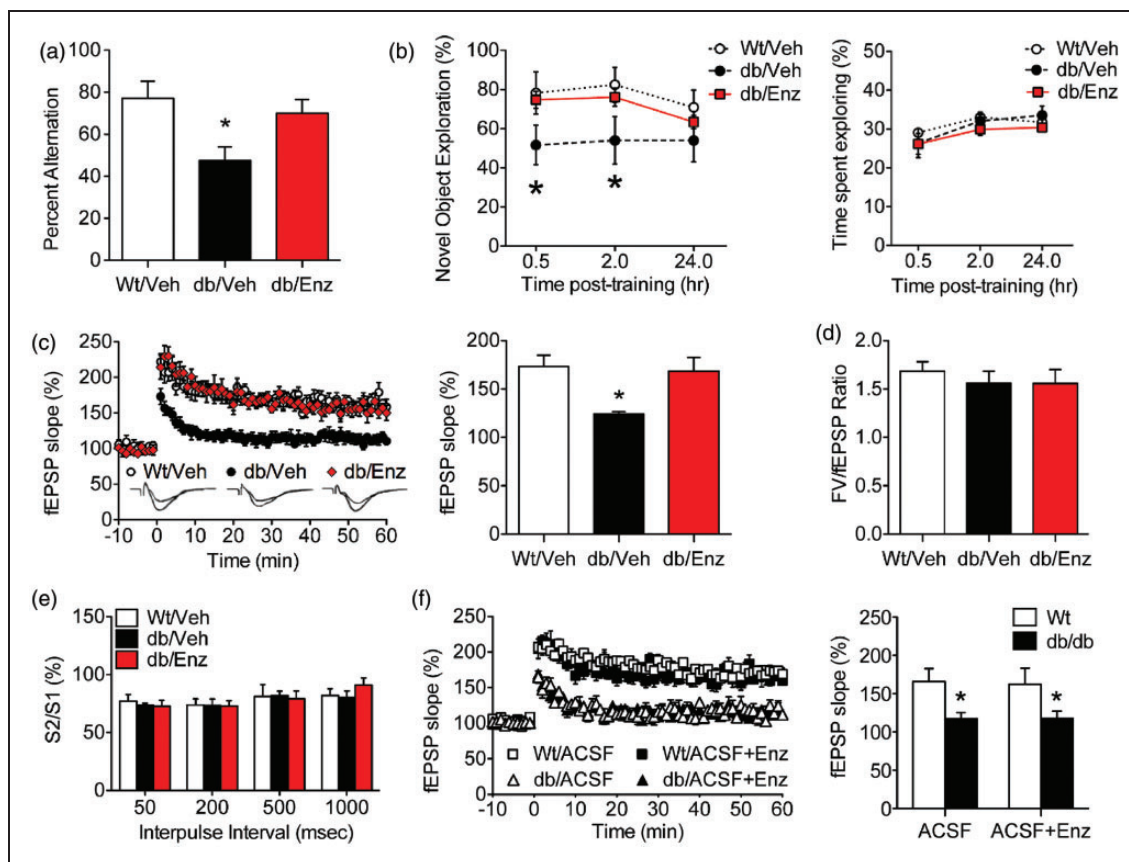 (a)
Percent Alternation
100
80
60
40
20
0
*
Wt/Veh db/Veh db/Enz
(b)
Novel Object Exploration (%)
100
80
60
40
20
0
Wt/Veh
db/Veh
db/Enz
* *
0.5 2.0 24.0
Time post-training (hr)
Time spent exploring (%)
50
40
30
20
10
0
Wt/Veh
db/Veh
db/Enz
0.5 2.0 24.0
Time post-training (hr)
(c)
fEPSP slope (%)
250
200
150
100
50
0
Wt/Veh db/Veh db/Enz
-10 0 10 20 30 40 50 60
Time (min)
fEPSP slope (%)
200
150
100
50
0
*
Wt/Veh db/Veh db/Enz
(d)
FV/fEPSP Ratio
2.0
1.5
1.0
0.5
0.0
Wt/Veh db/Veh db/Enz
(e)
S2/S1 (%)
150
100
50
0
Wt/Veh
db/Veh
db/Enz
50 200 500 1000
Interpulse Interval (msec)
(f)
fEPSP slope (%)
250
200
150
100
50
0
Wt/ACSF Wt/ACSF+Enz
db/ACSF db/ACSF+Enz
-10 0 10 20 30 40 50 60
Time (min)
fEPSP slope (%)
250
200
150
100
50
0
Wt
db/db
* *
ACSF ACSF+Enz